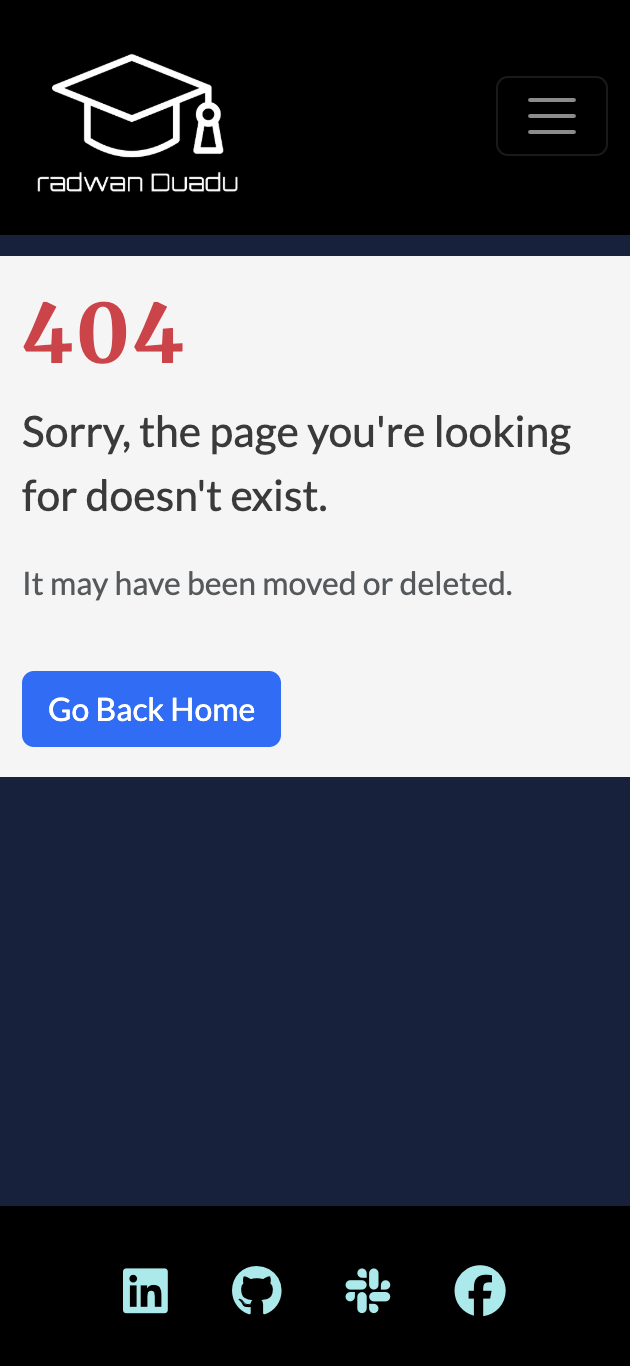 radwan Duadu
404
Sorry, the page you're looking
for doesn't exist.
It may have been moved or deleted.
Go Back Home
in